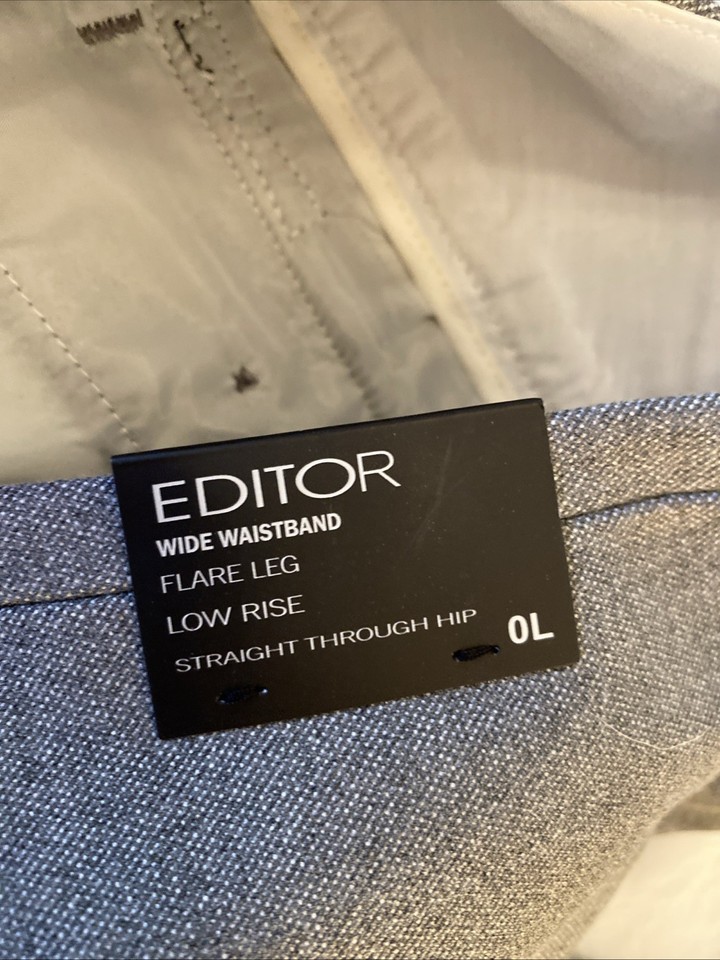 EDITOR
WIDE WAISTBAND
FLARE LEG
LOW RISE
STRAIGHT THROUGH HIP
0L